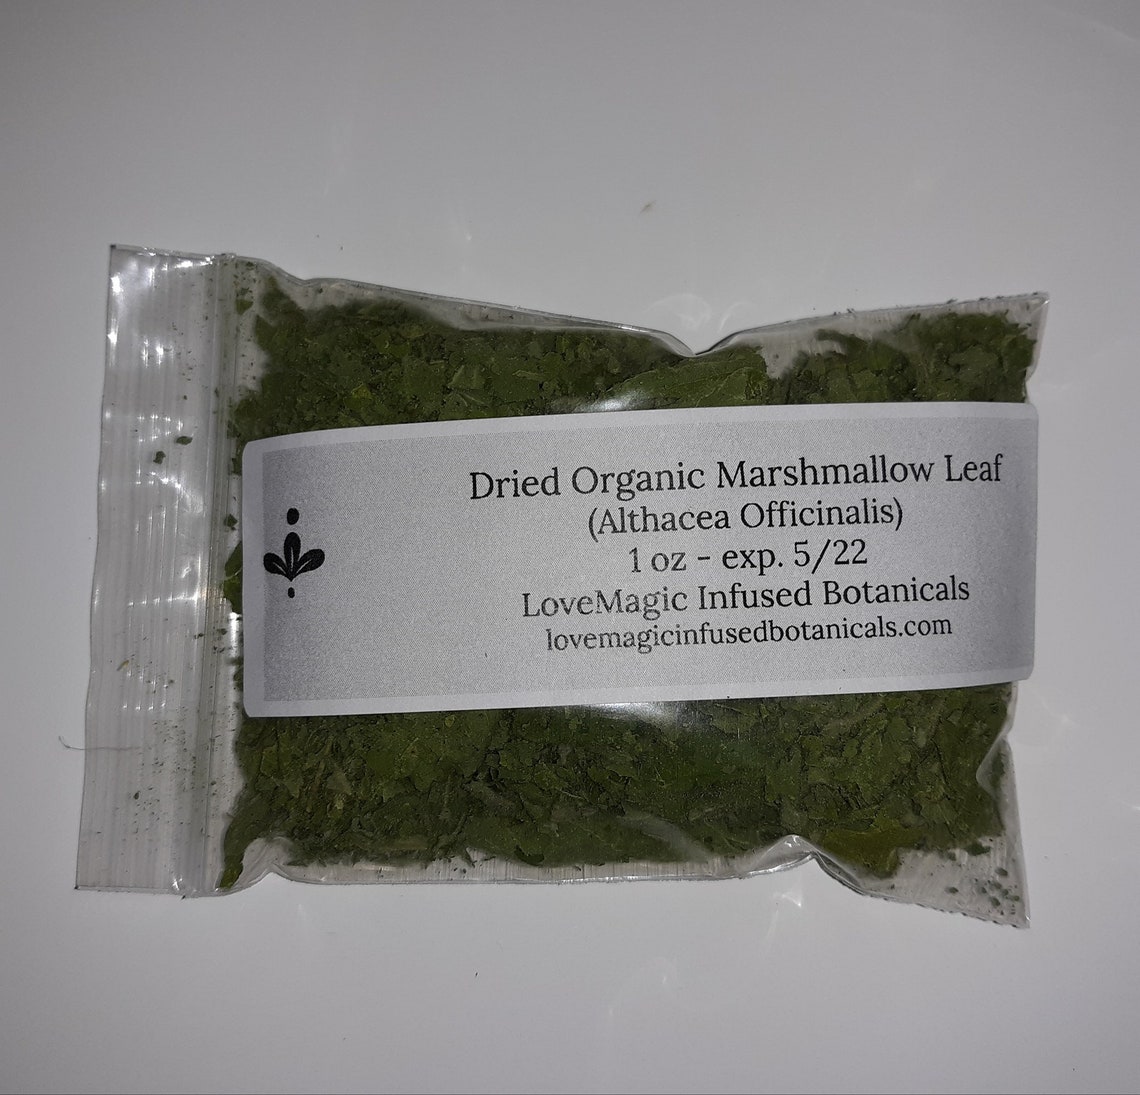 Dried Organic Marshmallow Leaf
(Althacea Officinalis)
1 oz - exp. 5/22
LoveMagic Infused Botanicals
lovemagicinfusedbotanicals.com